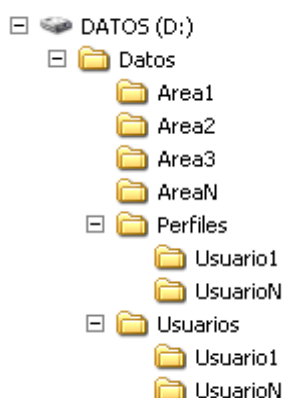 DATOS (D:)
Datos
Area1
Area2
Area3
AreaN
Perfiles
Usuario1
UsuarioN
Usuarios
Usuario1
UsuarioN